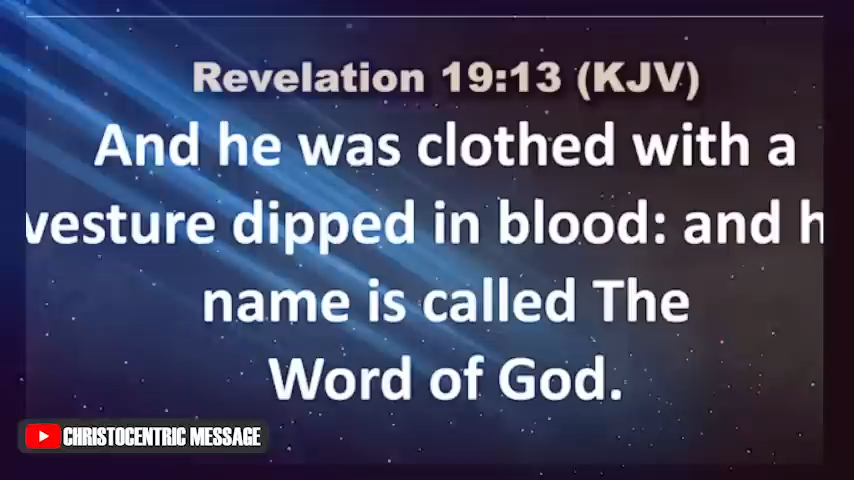 Revelation 19:13 (KJV)
And he was clothed with a
vesture dipped in blood: and h
name is called The
Word of God.
CHRISTOCENTRIC MESSAGE